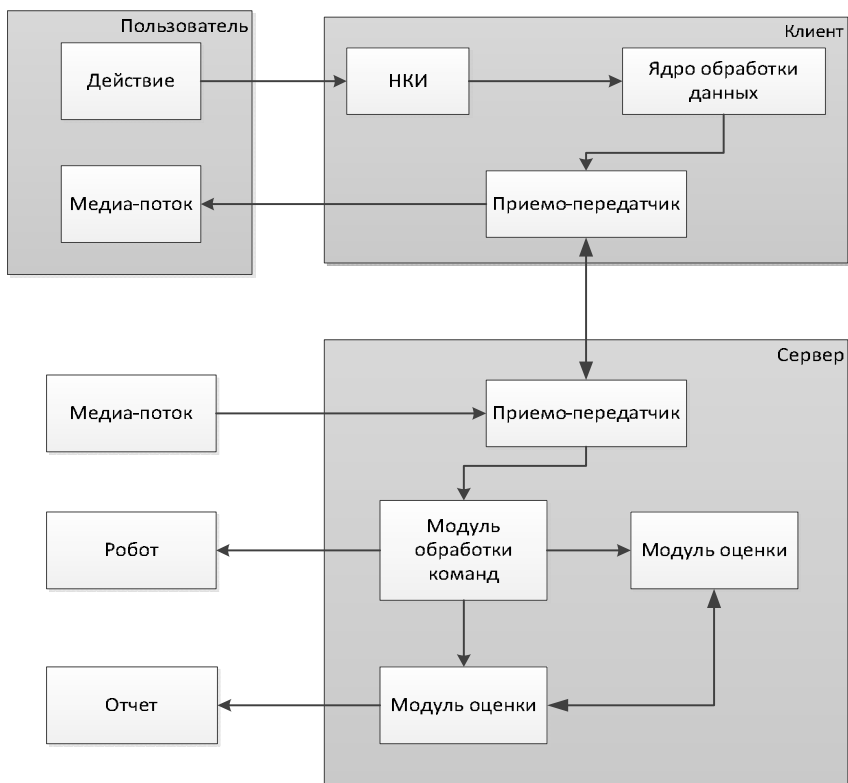 Пользователь
Действие
Медиа-поток
Клиент
НКИ
Ядро обработки
данных
Приемо-передатчик
Сервер
Медиа-поток
Приемо-передатчик
Робот
Модуль
обработки
команд
Модуль оценки
Отчет
Модуль оценки